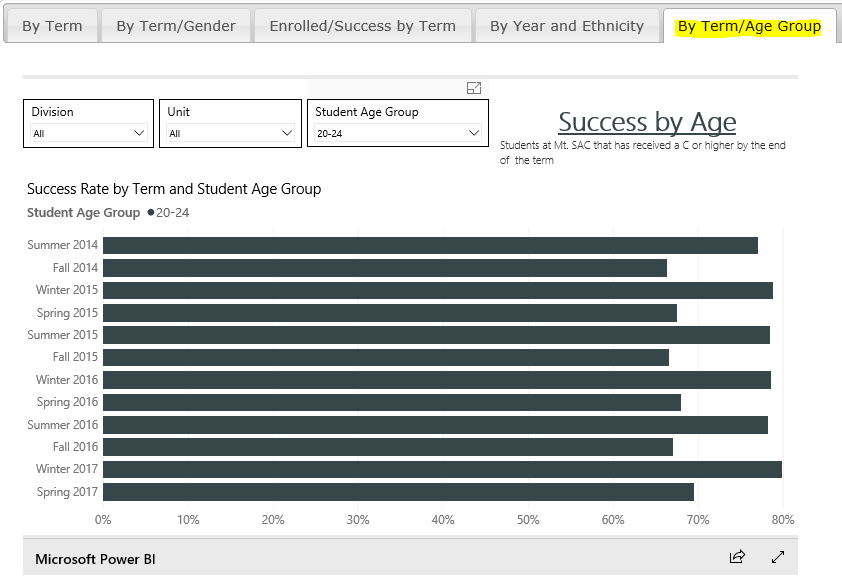 By Term
By Term/Gender
Enrolled/Success by Term
By Year and Ethnicity
By Term/Age Group
Division
All
Unit
All
Student Age Group
20-24
Success by Age
Students at Mt. SAC that has received a C or higher by the end
of the term
Success Rate by Term and Student Age Group
Student Age Group 20-24
Summer 2014
Fall 2014
Winter 2015
Spring 2015
Summer 2015
Fall 2015
Winter 2016
Spring 2016
Summer 2016
Fall 2016
Winter 2017
Spring 2017
0% 10% 20% 30% 40% 50% 60% 70% 80%
Microsoft Power BI